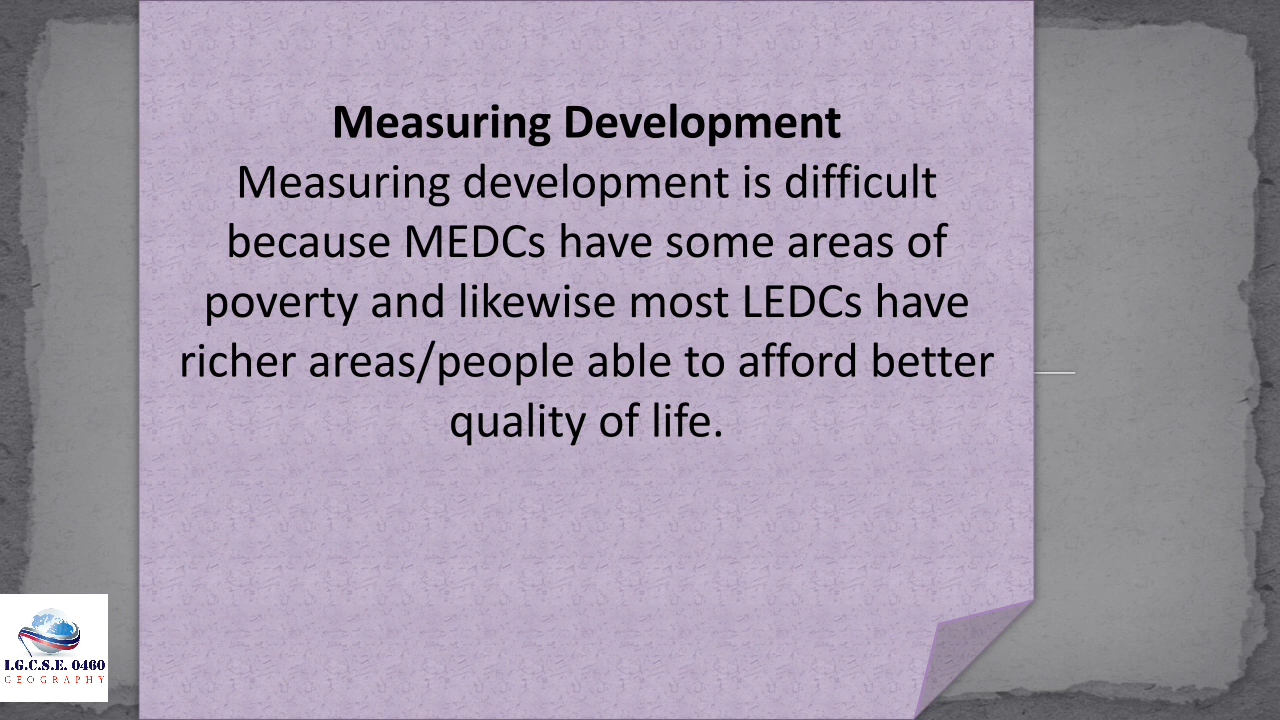 Measuring Development
Measuring development is difficult
because MEDCs have some areas of
poverty and likewise most LEDCs have
richer areas/people able to afford better
quality of life.
I.G.C.S.E. 0460
GEOGRAPHY